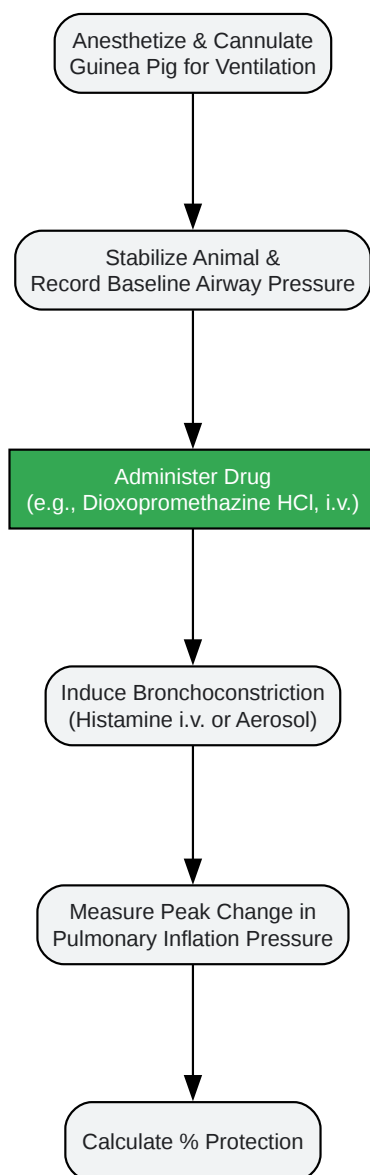 Anesthetize & Cannulate
Guinea Pig for Ventilation
Stabilize Animal &
Record Baseline Airway Pressure
Administer Drug
(e.g., Dioxopromethazine HCl, i.v.)
Induce Bronchoconstriction
(Histamine i.v. or Aerosol)
Measure Peak Change in
Pulmonary Inflation Pressure
Calculate % Protection